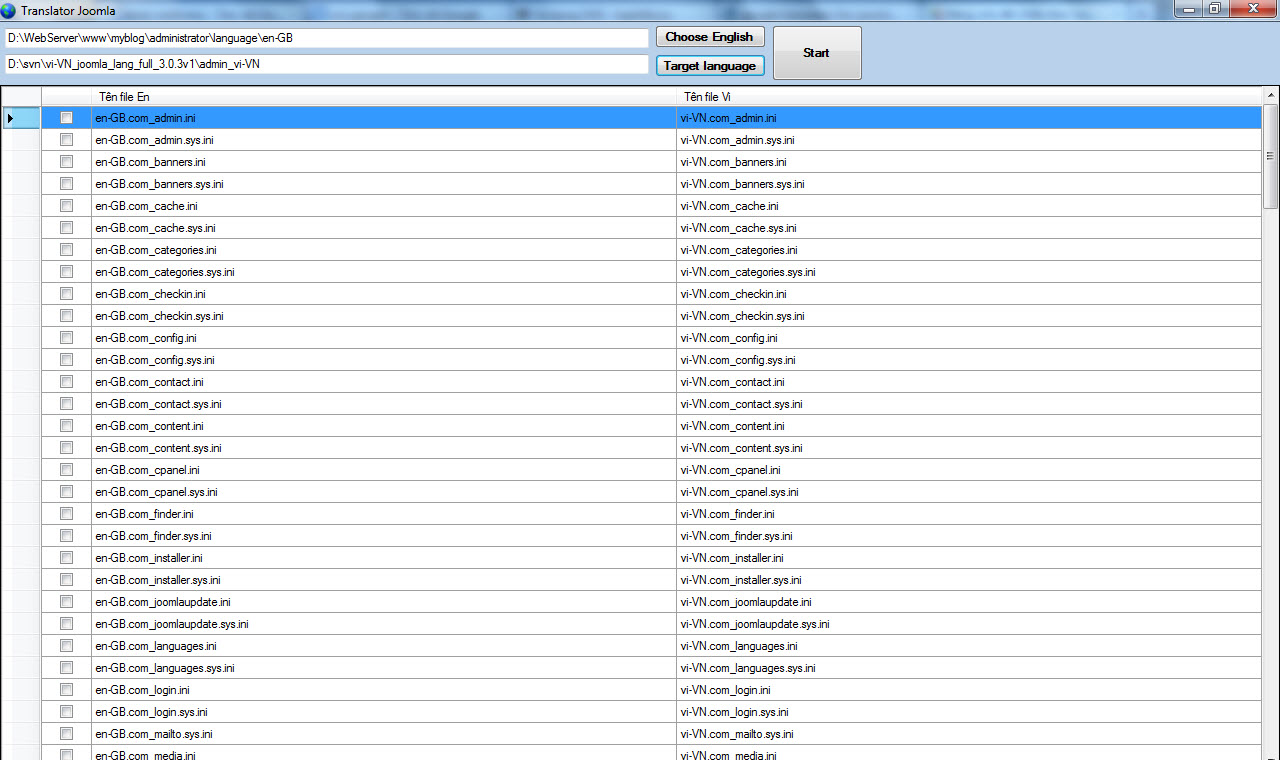 Translator Joomla
D:\WebServer\www\myblog\administrator\language\en-GB
Choose English
D:\svn\vi-VN_joomla_lang_full_3.0.3v1\admin_vi-VN
Target language
Start
Tên file En Tên file Vi
en-GB.com_admin.ini vi-VN.com_admin.ini
en-GB.com_admin.sys.ini vi-VN.com_admin.sys.ini
en-GB.com_banners.ini vi-VN.com_banners.ini
en-GB.com_banners.sys.ini vi-VN.com_banners.sys.ini
en-GB.com_cache.ini vi-VN.com_cache.ini
en-GB.com_cache.sys.ini vi-VN.com_cache.sys.ini
en-GB.com_categories.ini vi-VN.com_categories.ini
en-GB.com_categories.sys.ini vi-VN.com_categories.sys.ini
en-GB.com_checkin.ini vi-VN.com_checkin.ini
en-GB.com_checkin.sys.ini vi-VN.com_checkin.sys.ini
en-GB.com_config.ini vi-VN.com_config.ini
en-GB.com_config.sys.ini vi-VN.com_config.sys.ini
en-GB.com_contact.ini vi-VN.com_contact.ini
en-GB.com_contact.sys.ini vi-VN.com_contact.sys.ini
en-GB.com_content.ini vi-VN.com_content.ini
en-GB.com_content.sys.ini vi-VN.com_content.sys.ini
en-GB.com_cpanel.ini vi-VN.com_cpanel.ini
en-GB.com_cpanel.sys.ini vi-VN.com_cpanel.sys.ini
en-GB.com_finder.ini vi-VN.com_finder.ini
en-GB.com_finder.sys.ini vi-VN.com_finder.sys.ini
en-GB.com_installer.ini vi-VN.com_installer.ini
en-GB.com_installer.sys.ini vi-VN.com_installer.sys.ini
en-GB.com_joomlaupdate.ini vi-VN.com_joomlaupdate.ini
en-GB.com_joomlaupdate.sys.ini vi-VN.com_joomlaupdate.sys.ini
en-GB.com_languages.ini vi-VN.com_languages.ini
en-GB.com_languages.sys.ini vi-VN.com_languages.sys.ini
en-GB.com_login.ini vi-VN.com_login.ini
en-GB.com_login.sys.ini vi-VN.com_login.sys.ini
en-GB.com_mailto.sys.ini vi-VN.com_mailto.sys.ini
en-GB.com_media.ini vi-VN.com_media.ini